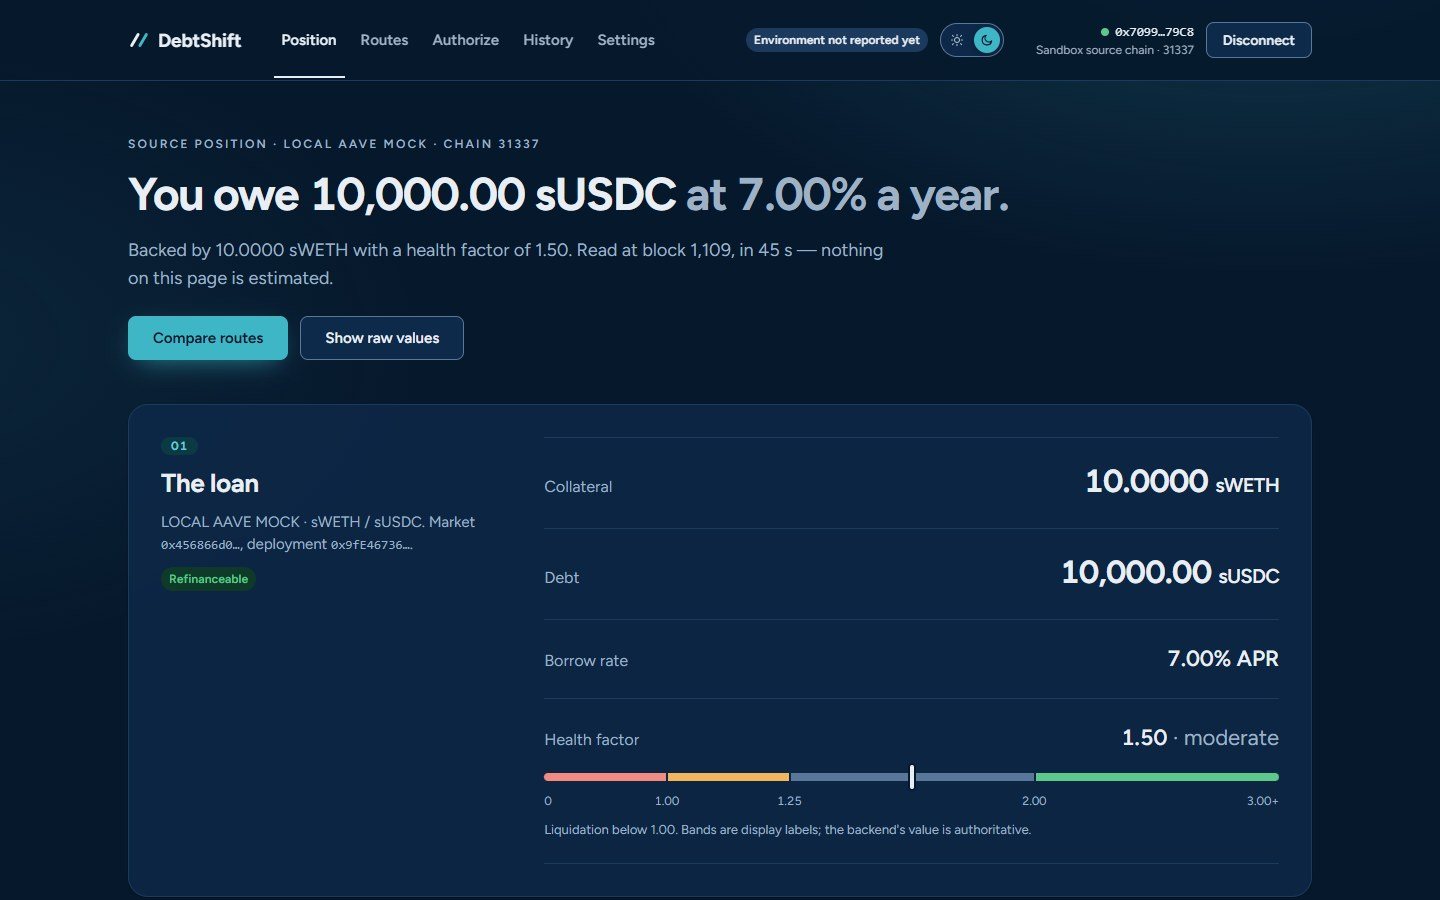 DebtShift
Position
Routes
Authorize
History
Settings
Environment not reported yet
0x7099…79C8
Sandbox source chain · 31337
Disconnect
SOURCE POSITION · LOCAL AAVE MOCK · CHAIN 31337
You owe 10,000.00 sUSDC at 7.00% a year.
Backed by 10.0000 sWETH with a health factor of 1.50. Read at block 1,109, in 45 s — nothing
on this page is estimated.
Compare routes
Show raw values
01
The loan
LOCAL AAVE MOCK · sWETH / sUSDC. Market
0x456866d0…, deployment 0x9fE46736….
Refinanceable
Collateral
10.0000 sWETH
Debt
10,000.00 sUSDC
Borrow rate
7.00% APR
Health factor
1.50 · moderate
0
1.00
1.25
2.00
3.00+
Liquidation below 1.00. Bands are display labels; the backend's value is authoritative.